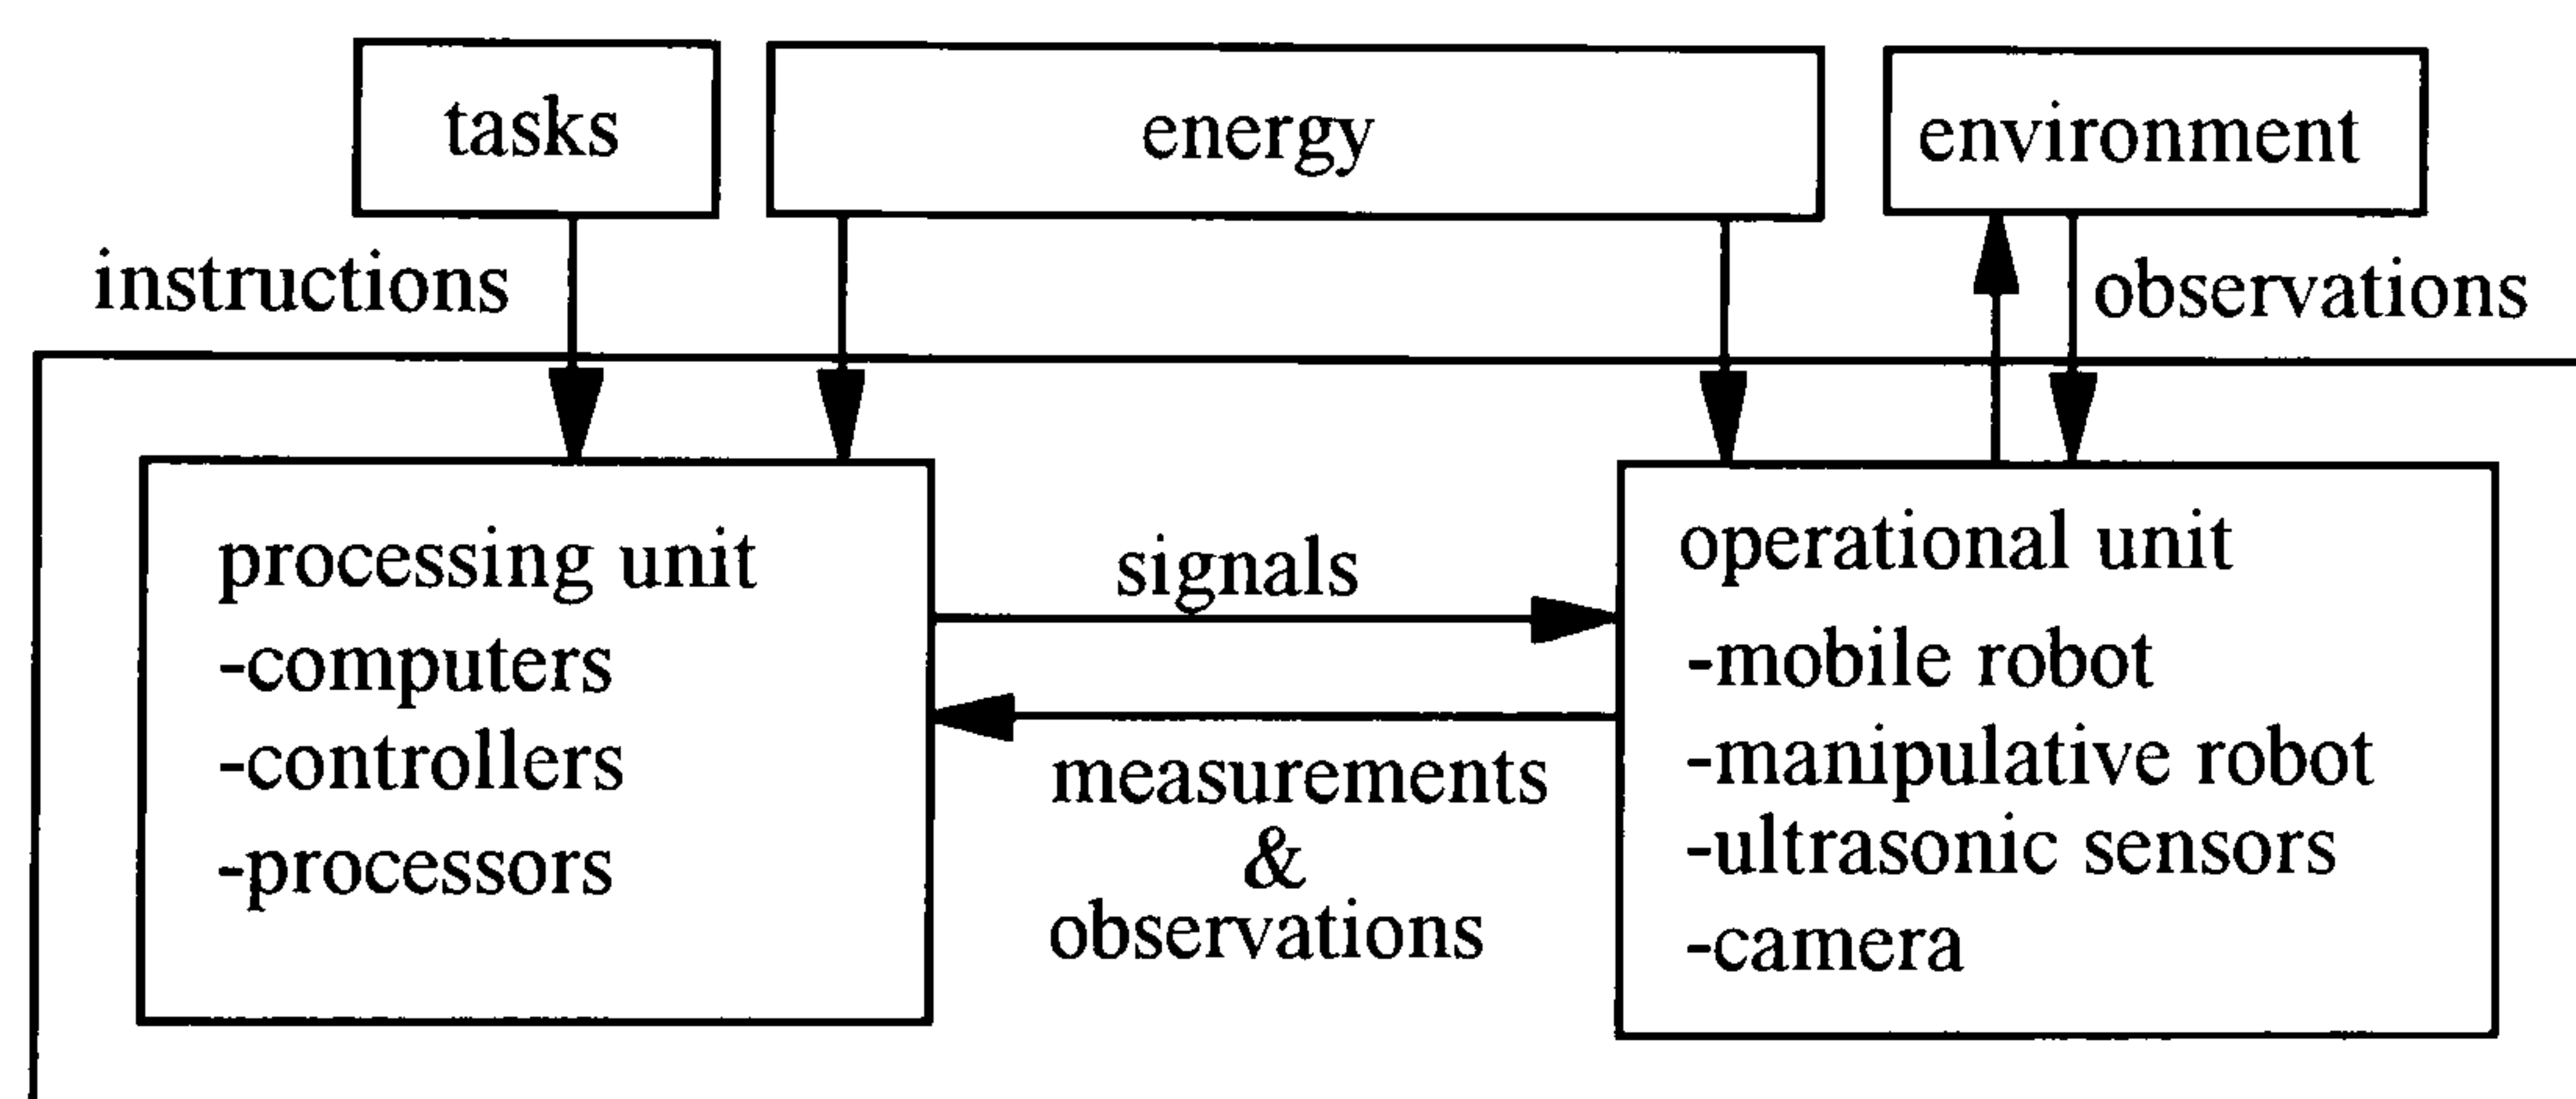 tasks
energy
environment
instructions
observations
processing unit
-computers
-controllers
-processors
signals
measurements
&
observations
operational unit
-mobile robot
-manipulative robot
-ultrasonic sensors
-camera